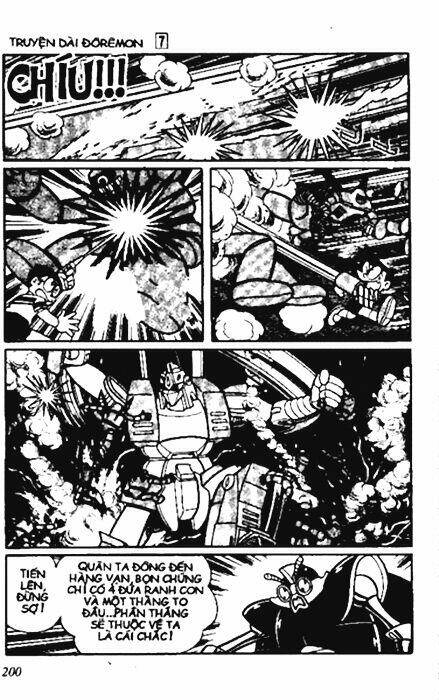 TRUYỆN DÀI ĐÔRÊMON 7
CHÍU!!!
TIẾN
LÊN,
ĐỪNG
SỢ!
QUÂN TA ĐÔNG ĐẾN
HÀNG VẠN, BỌN CHÚNG
CHỈ CÓ 4 ĐỨA RANH CON
VÀ MỘT THẰNG TO
ĐẦU...PHẦN THẮNG
SẼ THUỘC VỀ TA
LÀ CÁI CHẮC!
200